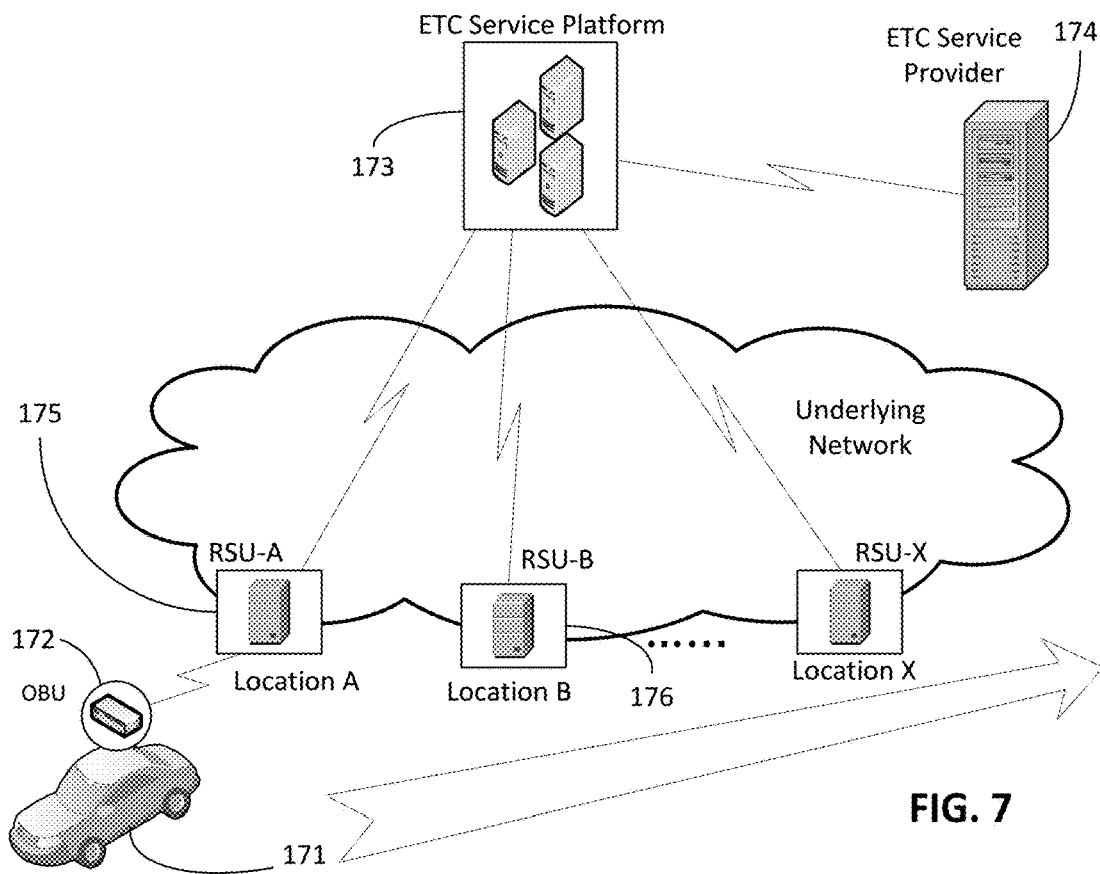 ETC Service Platform
174
ETC Service
Provider
173
175
Underlying
Network
RSU-A
RSU-B
RSU-X
172
OBU
Location A
Location B
......
176
Location X
FIG. 7
171